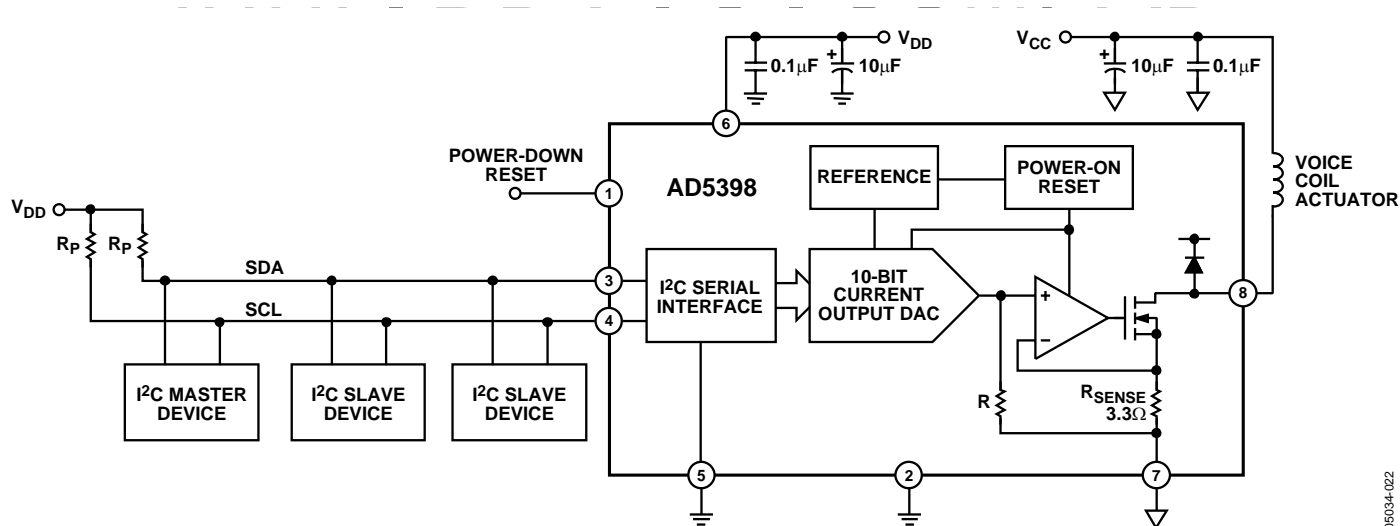 VDD
0.1µF
10µF
VCC
10µF
0.1µF
6
POWER-DOWN
RESET
1
AD5398
REFERENCE
POWER-ON
RESET
VOICE
COIL
ACTUATOR
VDD
RP
RP
SDA
3
I²C SERIAL
INTERFACE
10-BIT
CURRENT
OUTPUT DAC
+
−
8
SCL
4
I²C MASTER
DEVICE
I²C SLAVE
DEVICE
I²C SLAVE
DEVICE
R
RSENSE
3.3Ω
5
2
7
05034-022